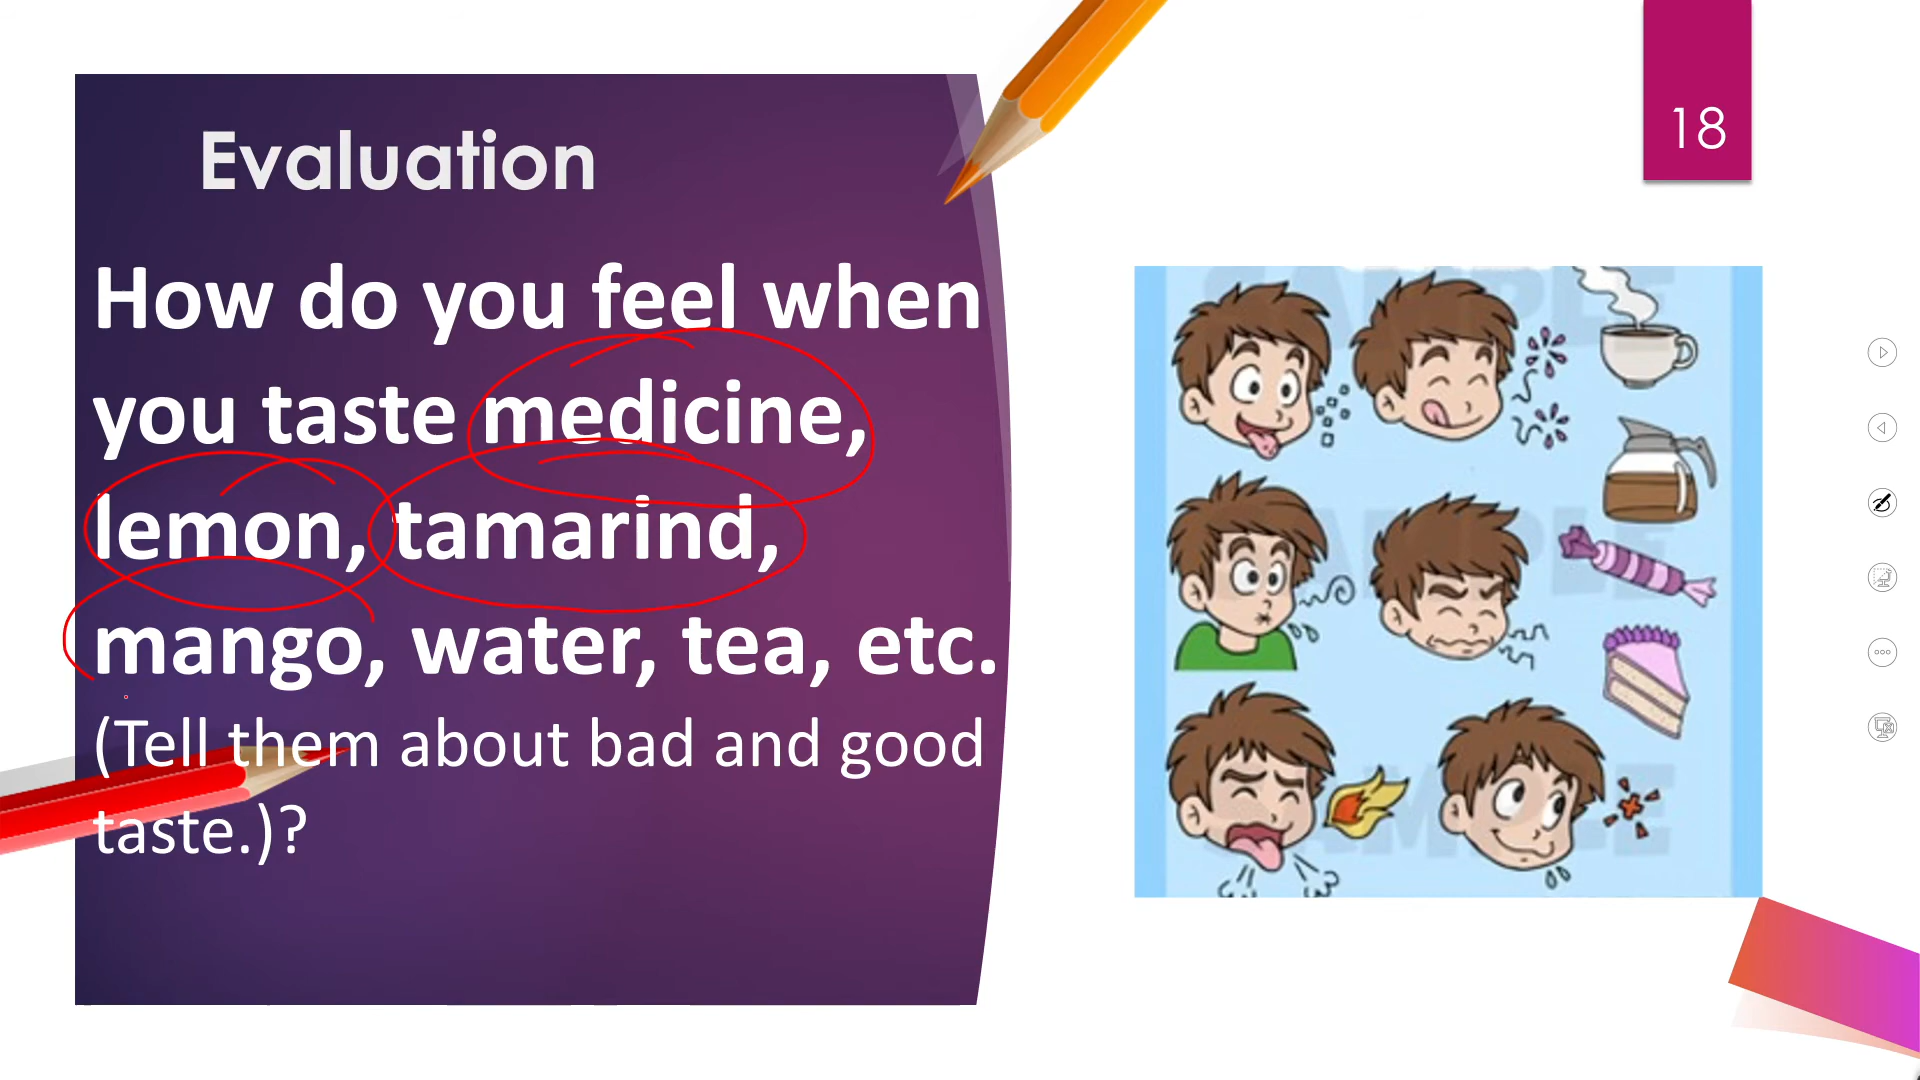 18
Evaluation
How do you feel when
you taste medicine,
lemon, tamarind,
mango, water, tea, etc.
(Tell them about bad and good
taste.)?
SAMPLE